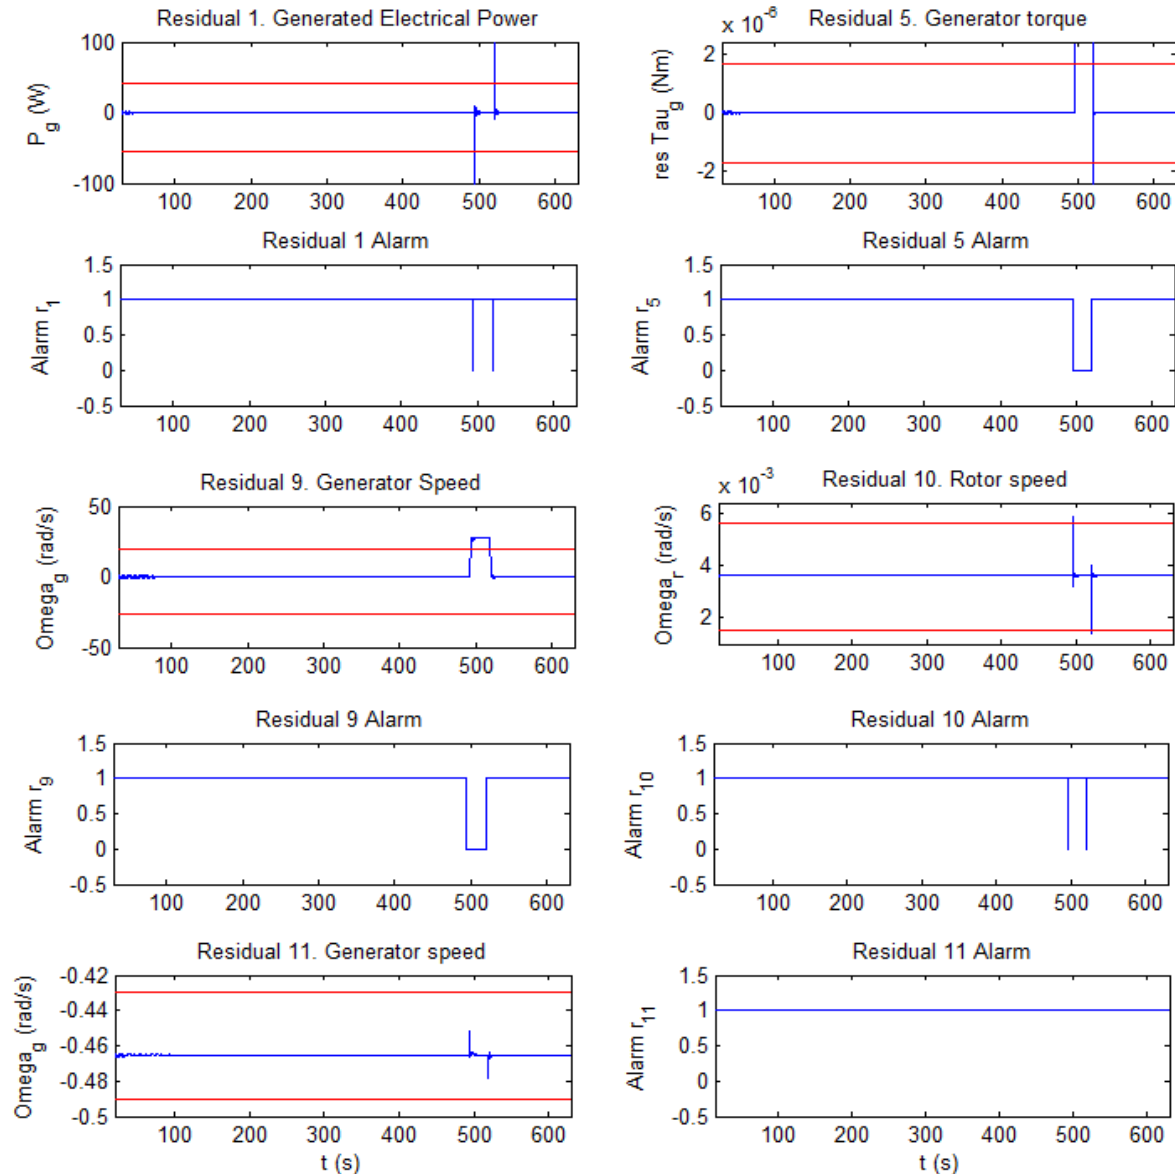 Residual 1. Generated Electrical Power
100
0
-100
P_g (W)
100 200 300 400 500 600
x 10^-6
Residual 5. Generator torque
2
0
-2
res Tau_g (Nm)
100 200 300 400 500 600
Residual 1 Alarm
1.5
1
0.5
0
-0.5
Alarm r_1
100 200 300 400 500 600
Residual 5 Alarm
1.5
1
0.5
0
-0.5
Alarm r_5
100 200 300 400 500 600
Residual 9. Generator Speed
50
0
-50
Omega_g (rad/s)
100 200 300 400 500 600
x 10^-3
Residual 10. Rotor speed
6
4
2
Omega_r (rad/s)
100 200 300 400 500 600
Residual 9 Alarm
1.5
1
0.5
0
-0.5
Alarm r_9
100 200 300 400 500 600
Residual 10 Alarm
1.5
1
0.5
0
-0.5
Alarm r_10
100 200 300 400 500 600
Residual 11. Generator speed
-0.42
-0.44
-0.46
-0.48
-0.5
Omega_g (rad/s)
100 200 300 400 500 600
t (s)
Residual 11 Alarm
1.5
1
0.5
0
-0.5
Alarm r_11
100 200 300 400 500 600
t (s)